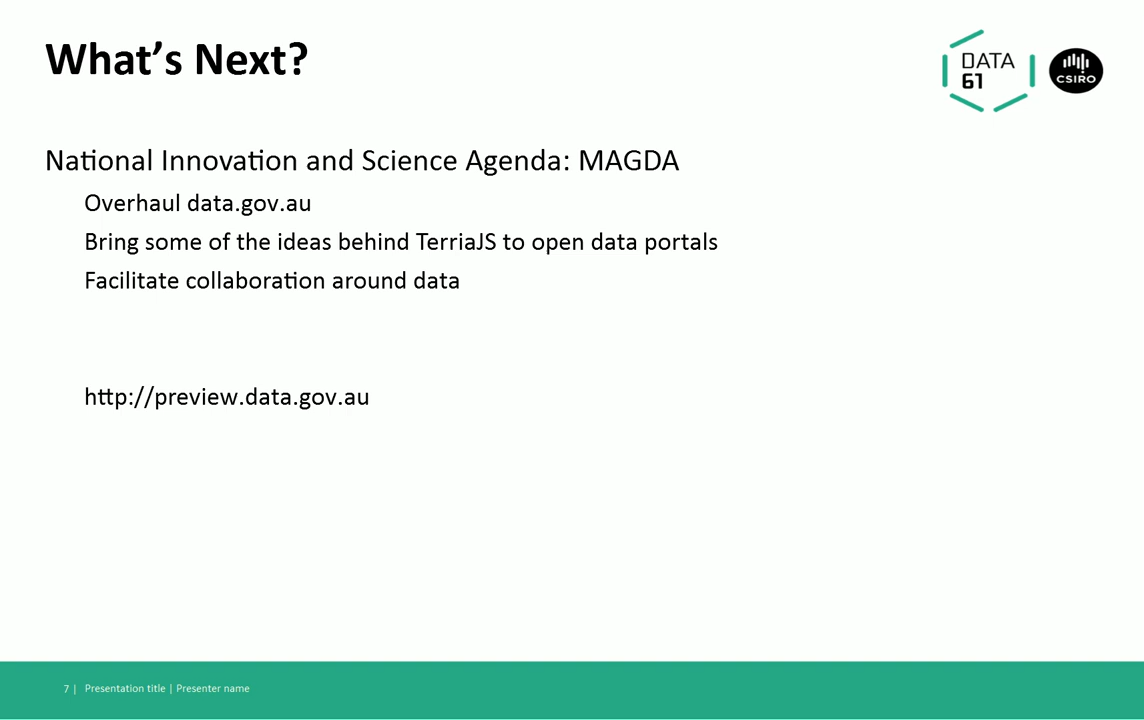 What's Next?
DATA
61
CSIRO
National Innovation and Science Agenda: MAGDA
Overhaul data.gov.au
Bring some of the ideas behind TerriaJS to open data portals
Facilitate collaboration around data
http://preview.data.gov.au
7 | Presentation title | Presenter name